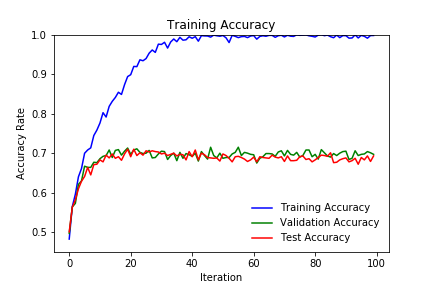 Training Accuracy
1.0
0.9
0.8
0.7
0.6
0.5
Accuracy Rate
Training Accuracy
Validation Accuracy
Test Accuracy
0 20 40 60 80 100
Iteration